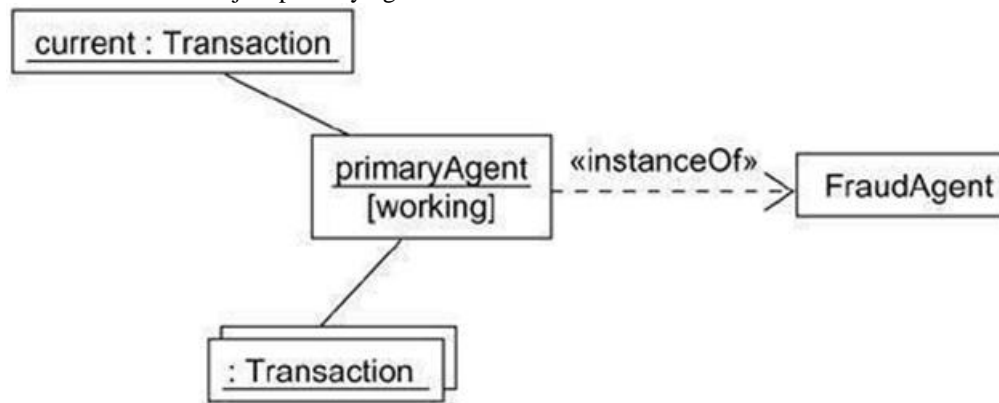 current : Transaction
primaryAgent
[working]
«instanceOf»
FraudAgent
: Transaction